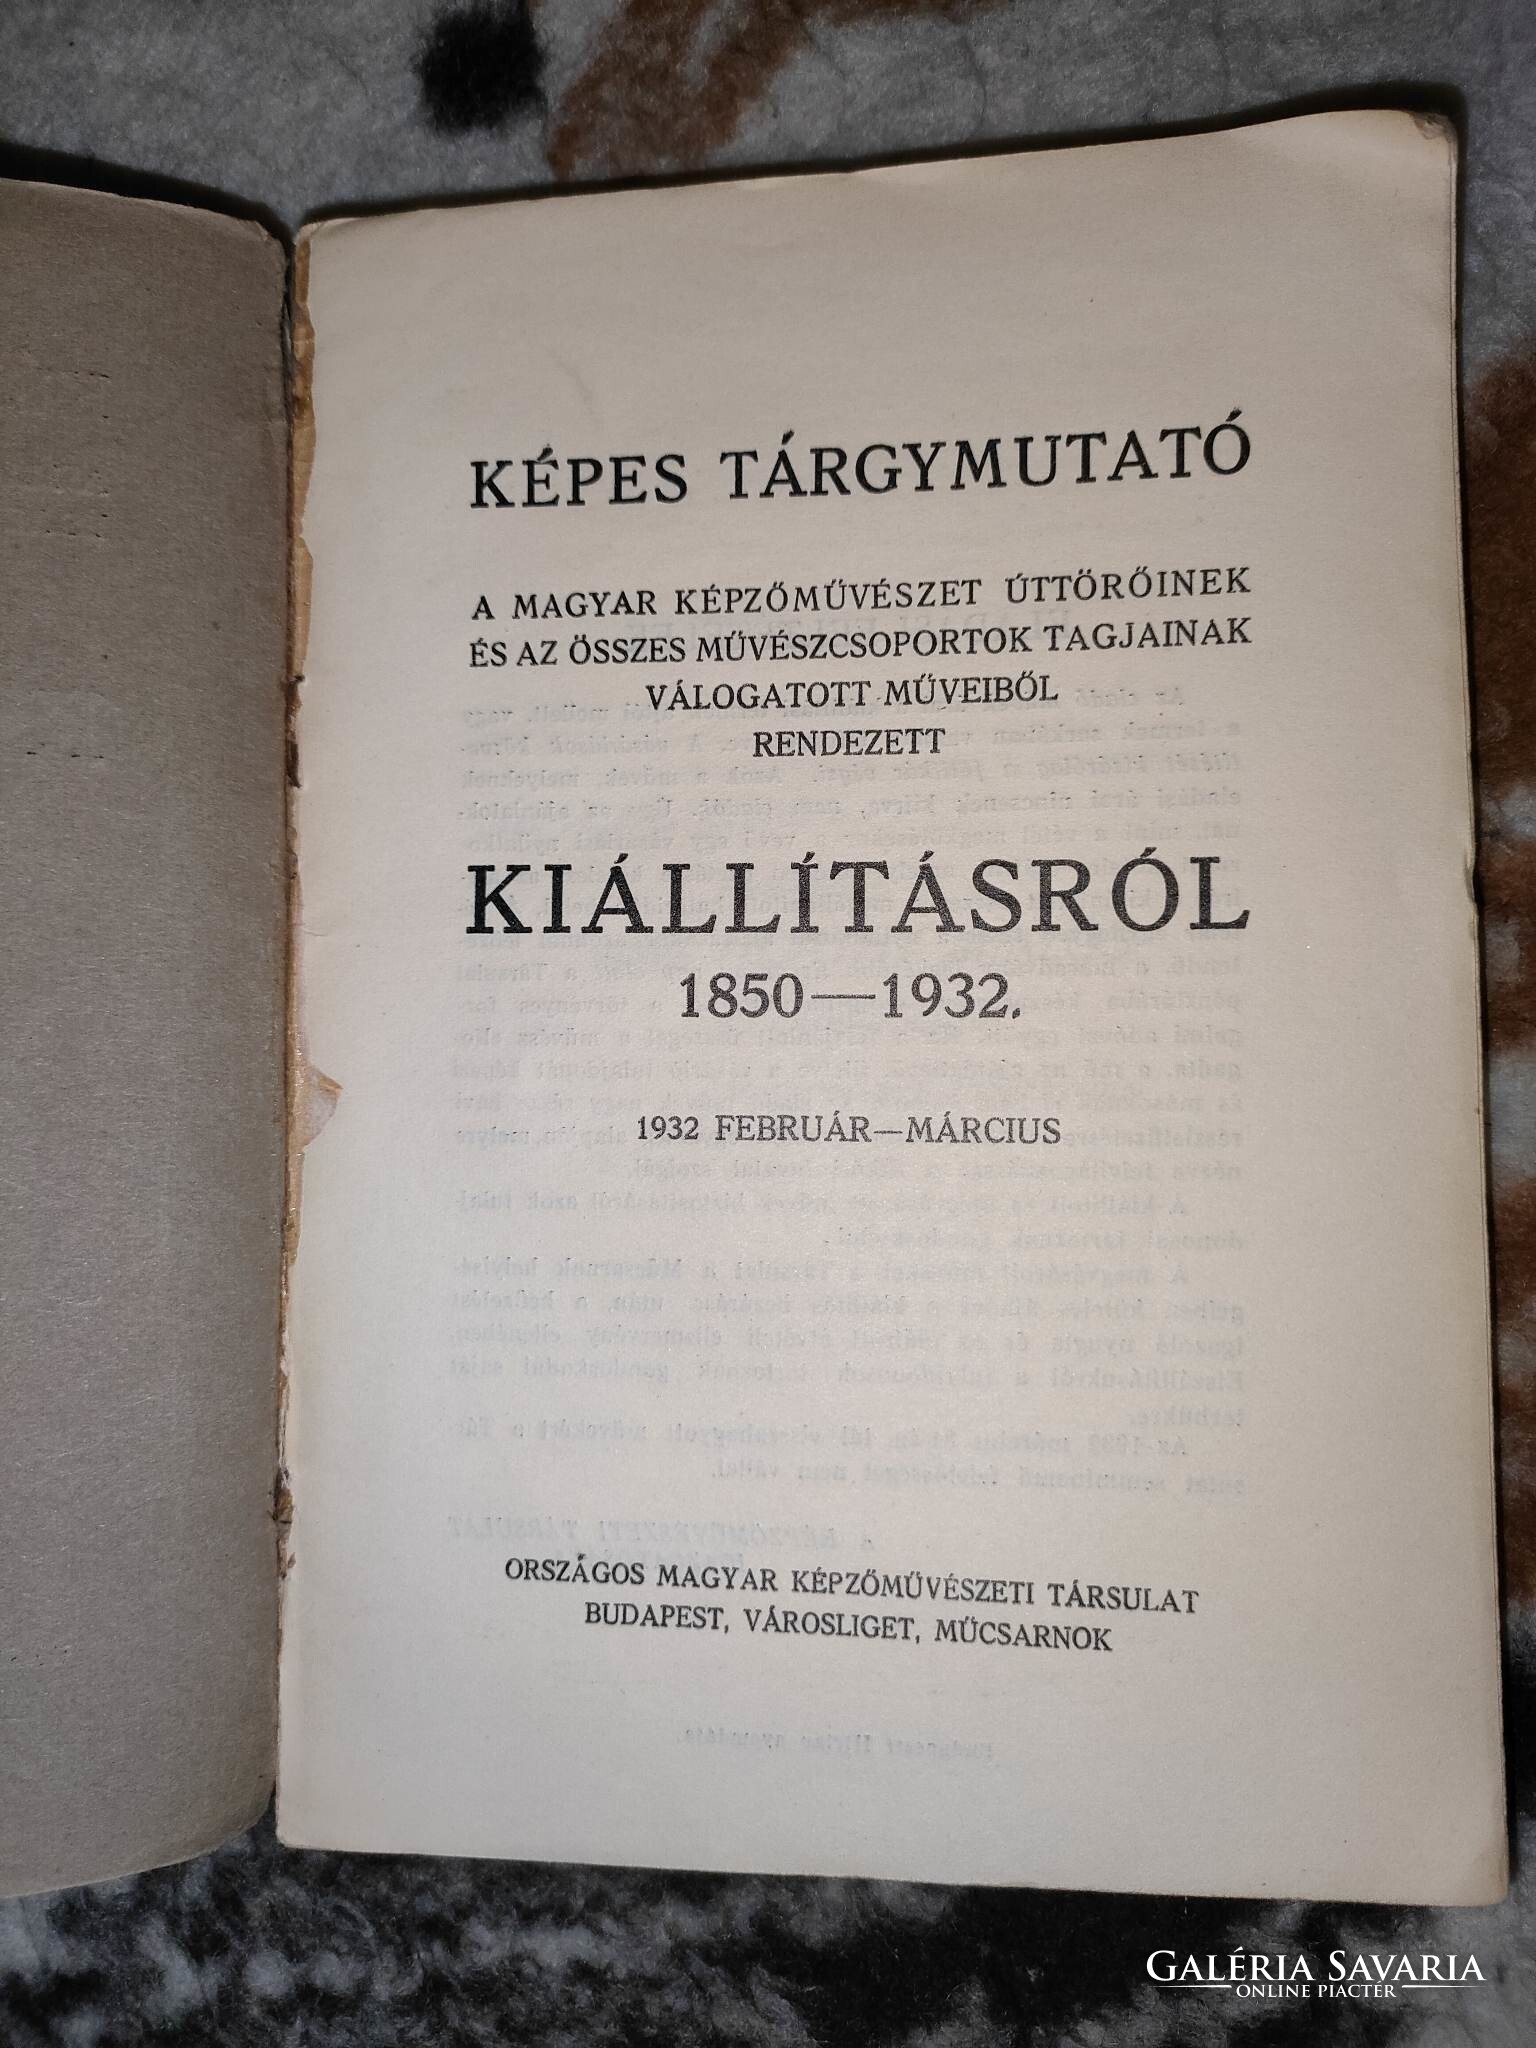 KÉPES TÁRGYMUTATÓ
A MAGYAR KÉPZŐMŰVÉSZET ÚTTÖRŐINEK
ÉS AZ ÖSSZES MŰVÉSZCSOPORTOK TAGJAINAK
VÁLOGATOTT MŰVEIBŐL
RENDEZETT
KIÁLLÍTÁSRÓL
1850—1932.
1932 FEBRUÁR—MÁRCIUS
ORSZÁGOS MAGYAR KÉPZŐMŰVÉSZETI TÁRSULAT
BUDAPEST, VÁROSLIGET, MŰCSARNOK
GALÉRIA SAVARIA
ONLINE PIACTÉR